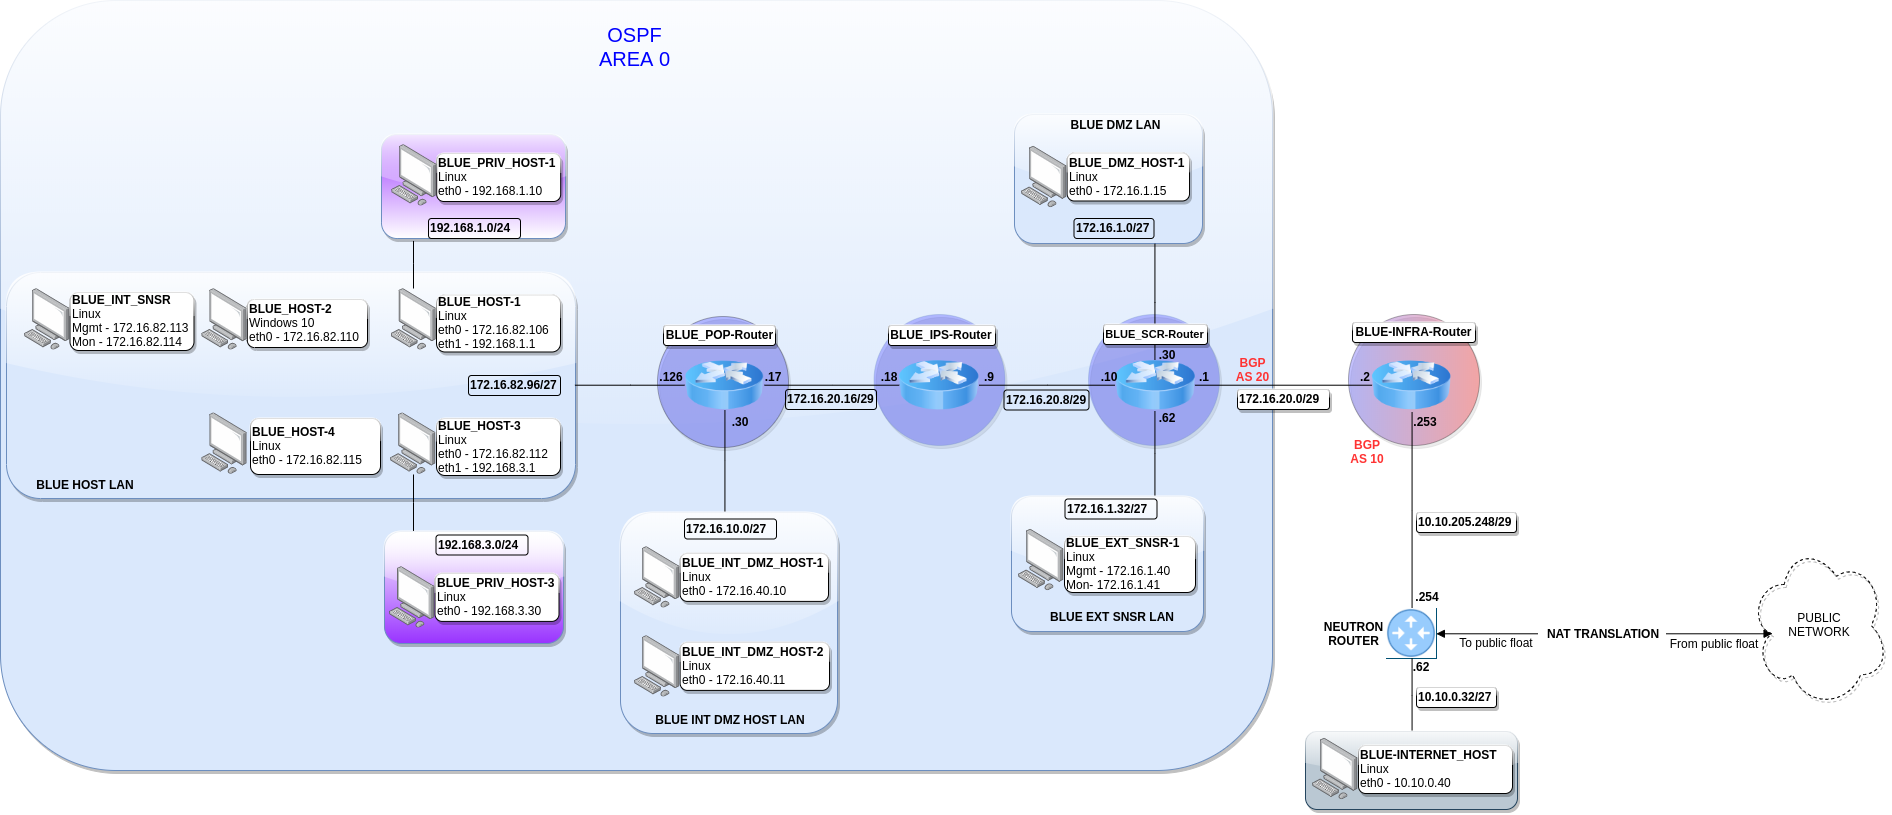 OSPF
AREA 0
BLUE_PRIV_HOST-1
Linux
eth0 - 192.168.1.10
192.168.1.0/24
BLUE DMZ LAN
BLUE_DMZ_HOST-1
Linux
eth0 - 172.16.1.15
172.16.1.0/27
BLUE_INT_SNSR
Linux
Mgmt - 172.16.82.113
Mon - 172.16.82.114
BLUE_HOST-2
Windows 10
eth0 - 172.16.82.110
BLUE_HOST-1
Linux
eth0 - 172.16.82.106
eth1 - 192.168.1.1
172.16.82.96/27
BLUE_HOST-4
Linux
eth0 - 172.16.82.115
BLUE_HOST-3
Linux
eth0 - 172.16.82.112
eth1 - 192.168.3.1
BLUE HOST LAN
192.168.3.0/24
BLUE_PRIV_HOST-3
Linux
eth0 - 192.168.3.30
BLUE_POP-Router
.126
.17
.30
172.16.20.16/29
BLUE_IPS-Router
.18
.9
172.16.20.8/29
BLUE_SCR-Router
.30
.10
.1
.62
BGP
AS 20
172.16.20.0/29
BLUE-INFRA-Router
.2
.253
BGP
AS 10
172.16.10.0/27
BLUE_INT_DMZ_HOST-1
Linux
eth0 - 172.16.40.10
BLUE_INT_DMZ_HOST-2
Linux
eth0 - 172.16.40.11
BLUE INT DMZ HOST LAN
172.16.1.32/27
BLUE_EXT_SNSR-1
Linux
Mgmt - 172.16.1.40
Mon- 172.16.1.41
BLUE EXT SNSR LAN
10.10.205.248/29
.254
NEUTRON
ROUTER
.62
To public float
NAT TRANSLATION
From public float
PUBLIC
NETWORK
10.10.0.32/27
BLUE-INTERNET_HOST
Linux
eth0 - 10.10.0.40